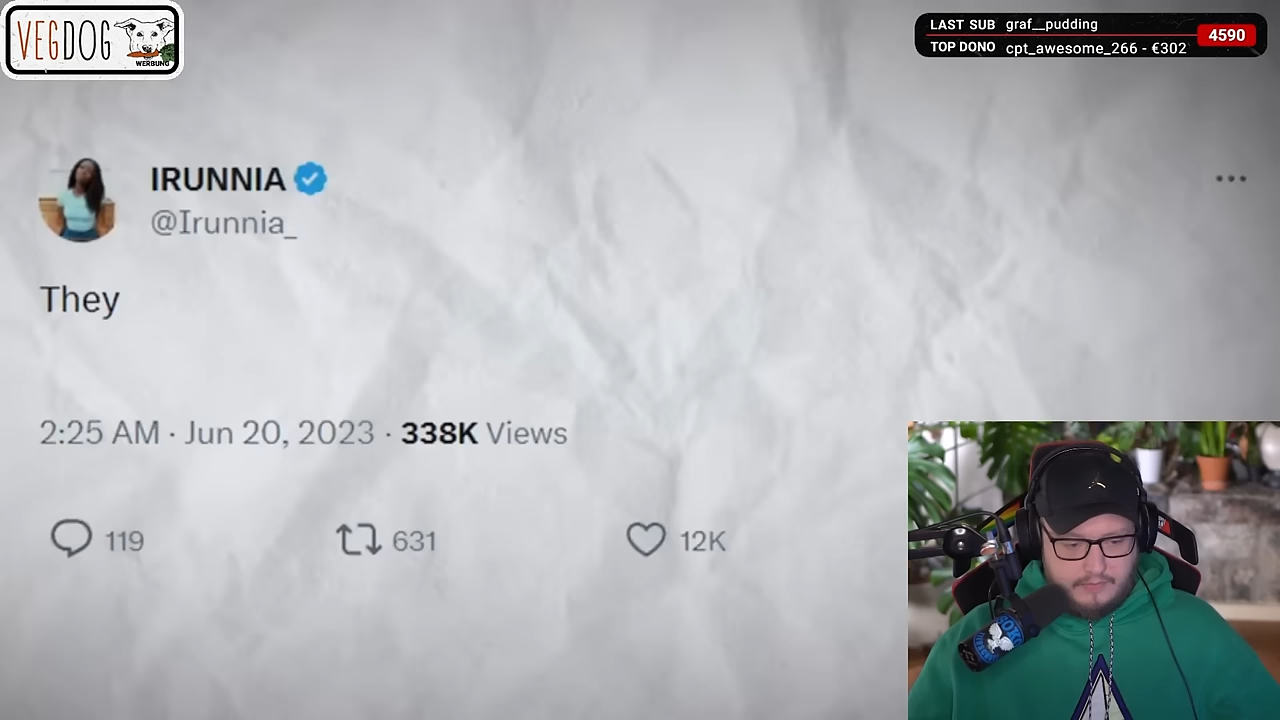 VEGDOG
WERBUNG
LAST SUB graf__pudding
TOP DONO cpt_awesome_266 - €302
4590
IRUNNIA
@Irunnia_
They
2:25 AM · Jun 20, 2023 · 338K Views
119
631
12K